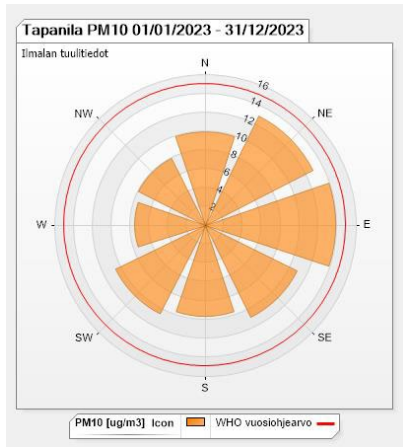 Tapanila PM10 01/01/2023 - 31/12/2023
Ilmalan tuulitiedot
N
NE
E
SE
S
SW
W
NW
16
14
12
10
8
6
4
2
PM10 [ug/m3] Icon WHO vuosiohjearvo